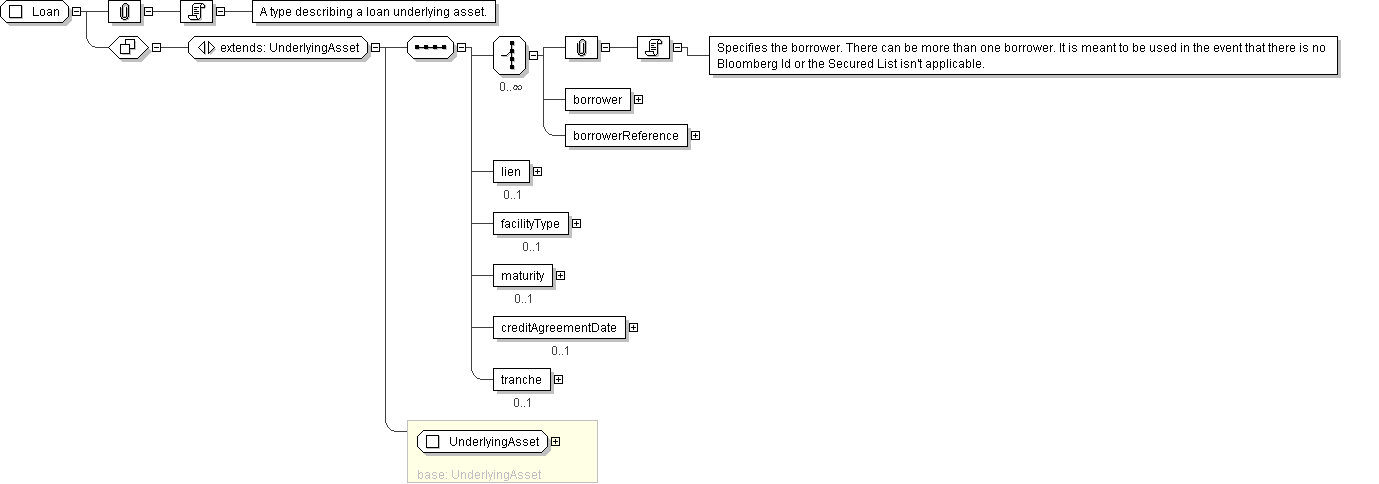 Loan
A type describing a loan underlying asset.
extends: UnderlyingAsset
Specifies the borrower. There can be more than one borrower. It is meant to be used in the event that there is no
Bloomberg Id or the Secured List isn't applicable.
0..∞
borrower
borrowerReference
lien
0..1
facilityType
0..1
maturity
0..1
creditAgreementDate
0..1
tranche
0..1
UnderlyingAsset
base: UnderlyingAsset